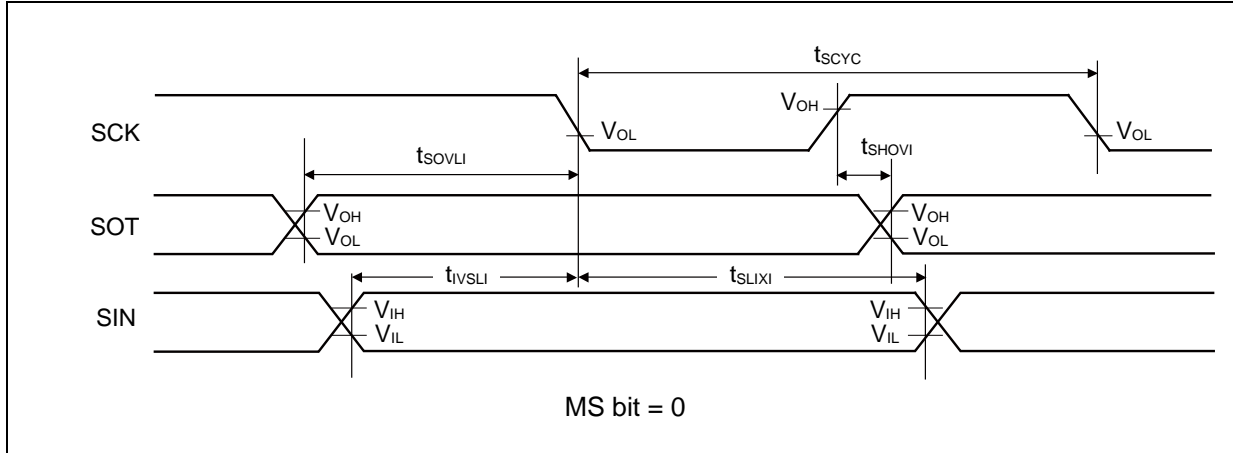 tSCYC
SCK
VOL
VOH
VOL
tSOVLI
tSHOVI
SOT
VOH
VOL
VOH
VOL
tIVSLI
tSLIXI
SIN
VIH
VIL
VIH
VIL
MS bit = 0